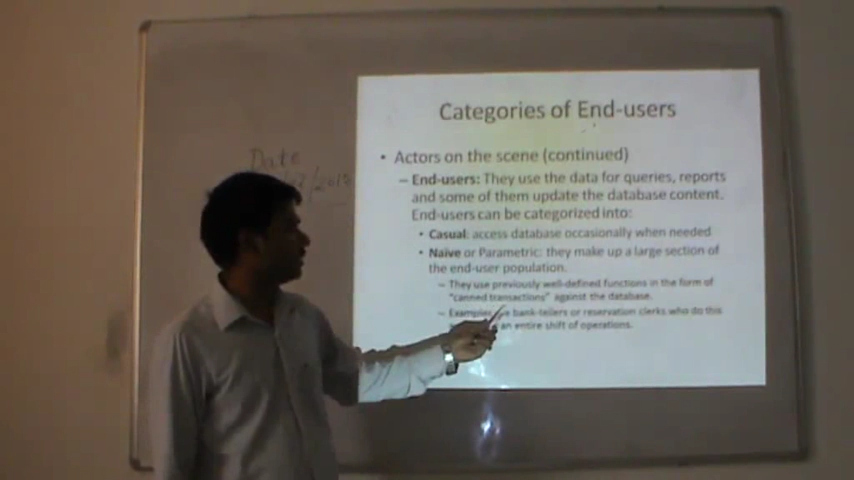 Categories of End-users
• Actors on the scene (continued)
– End-users: They use the data for queries, reports
and some of them update the database content.
End-users can be categorized into:
• Casual: access database occasionally when needed
• Naïve or Parametric: they make up a large section of
the end-user population.
– They use previously well-defined functions in the form of
"canned transactions" against the database.
– Examples bank-tellers or reservation clerks who do this
an entire shift of operations.
Date
/2018